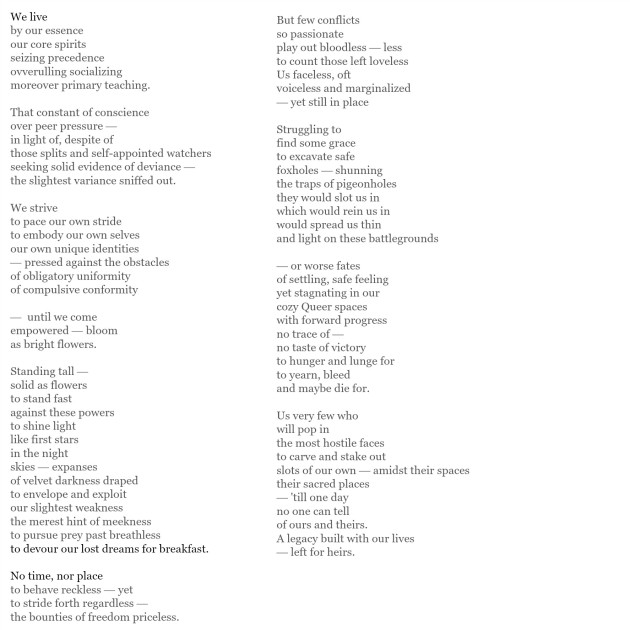 We live
by our essence
our core spirits
seizing precedence
ovverulling socializing
moreover primary teaching.

That constant of conscience
over peer pressure —
in light of, despite of
those splits and self-appointed watchers
seeking solid evidence of deviance —
the slightest variance sniffed out.

We strive
to pace our own stride
to embody our own selves
our own unique identities
— pressed against the obstacles
of obligatory uniformity
of compulsive conformity

— until we come
empowered — bloom
as bright flowers.

Standing tall —
solid as flowers
to stand fast
against these powers
to shine light
like first stars
in the night
skies — expanses
of velvet darkness draped
to envelope and exploit
our slightest weakness
the merest hint of meekness
to pursue prey past breathless
to devour our lost dreams for breakfast.

No time, nor place
to behave reckless — yet
to stride forth regardless —
the bounties of freedom priceless.

But few conflicts
so passionate
play out bloodless — less
to count those left loveless
Us faceless, oft
voiceless and marginalized
— yet still in place

Struggling to
find some grace
to excavate safe
foxholes — shunning
the traps of pigeonholes
they would slot us in
which would rein us in
would spread us thin
and light on these battlegrounds

— or worse fates
of settling, safe feeling
yet stagnating in our
cozy Queer spaces
with forward progress
no trace of —
no taste of victory
to hunger and lunge for
to yearn, bleed
and maybe die for.

Us very few who
will pop in
the most hostile faces
to carve and stake out
slots of our own — amidst their spaces
their sacred places
— 'till one day
no one can tell
of ours and theirs.
A legacy built with our lives
— left for heirs.